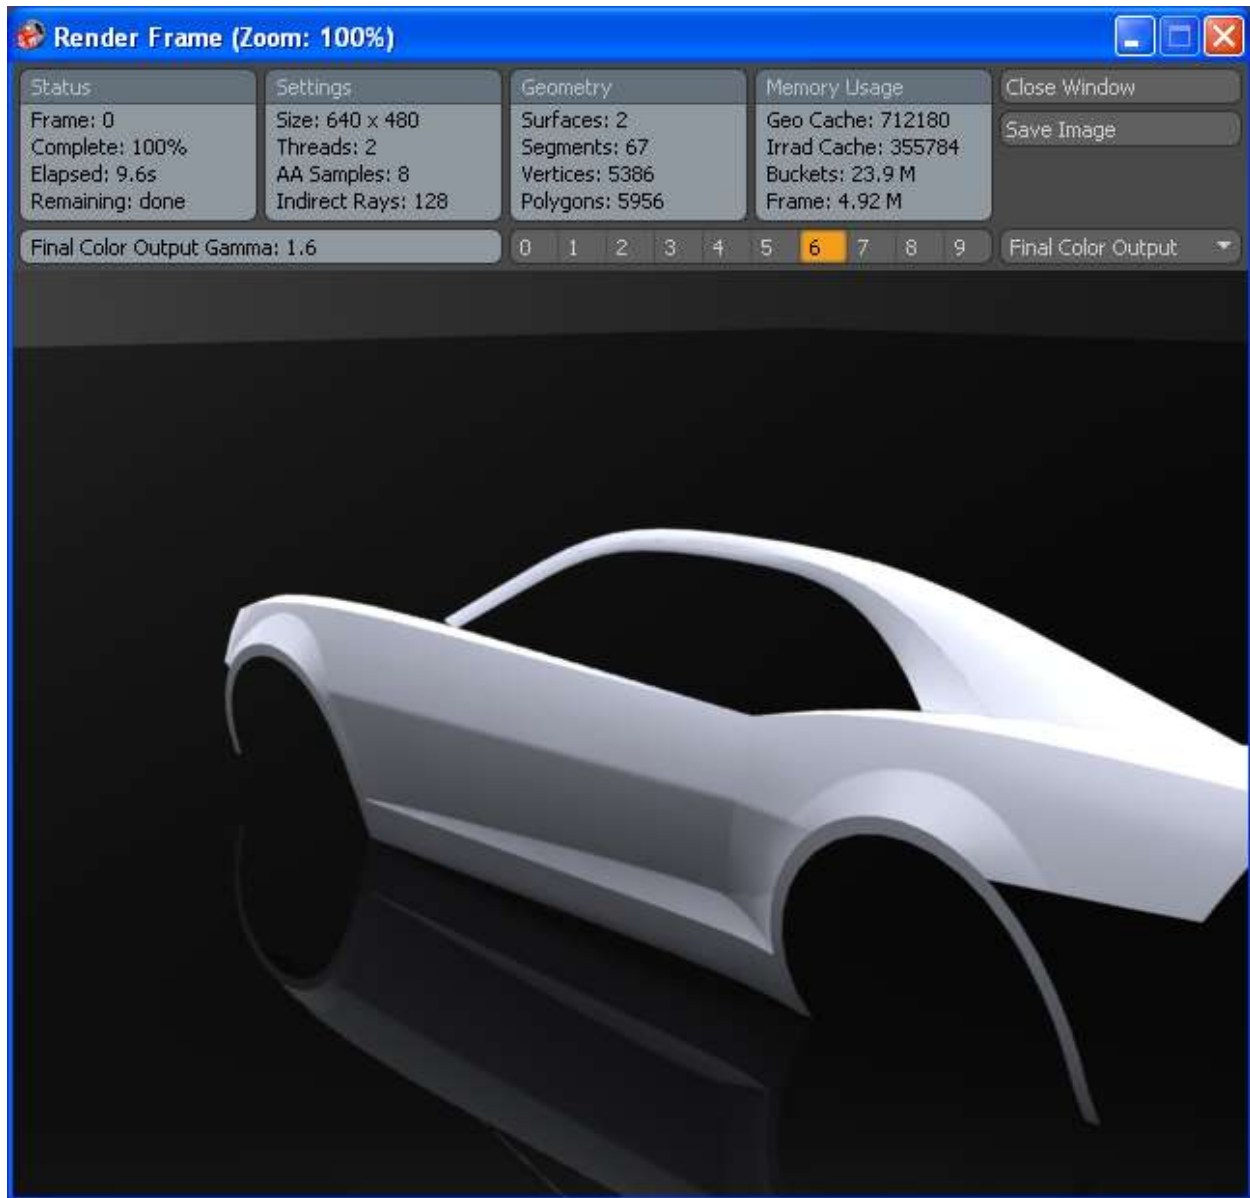 Render Frame (Zoom: 100%)
Status
Frame: 0
Complete: 100%
Elapsed: 9.6s
Remaining: done
Settings
Size: 640 x 480
Threads: 2
AA Samples: 8
Indirect Rays: 128
Geometry
Surfaces: 2
Segments: 67
Vertices: 5386
Polygons: 5956
Memory Usage
Geo Cache: 712180
Irrad Cache: 355784
Buckets: 23.9 M
Frame: 4.92 M
Close Window
Save Image
Final Color Output Gamma: 1.6
0 1 2 3 4 5 6 7 8 9
Final Color Output